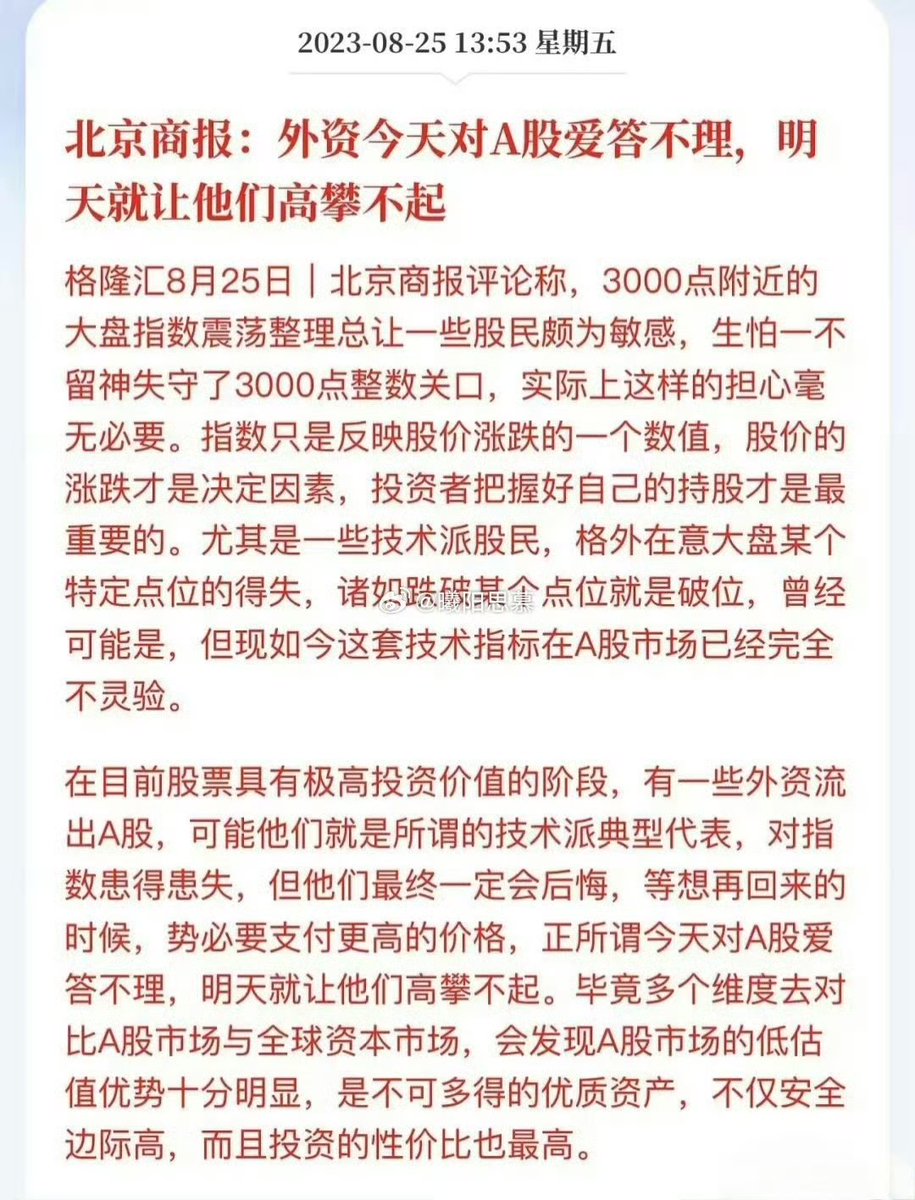 2023-08-25 13:53 星期五
北京商报：外资今天对A股爱答不理，明
天就让他们高攀不起
格隆汇8月25日｜北京商报评论称，3000点附近的
大盘指数震荡整理总让一些股民颇为敏感，生怕一不
留神失守了3000点整数关口，实际上这样的担心毫
无必要。指数只是反映股价涨跌的一个数值，股价的
涨跌才是决定因素，投资者把握好自己的持股才是最
重要的。尤其是一些技术派股民，格外在意大盘某个
特定点位的得失，诸如跌破某个点位就是破位，曾经
@曦阳思慕
可能是，但现如今这套技术指标在A股市场已经完全
不灵验。
在目前股票具有极高投资价值的阶段，有一些外资流
出A股，可能他们就是所谓的技术派典型代表，对指
数患得患失，但他们最终一定会后悔，等想再回来的
时候，势必要支付更高的价格，正所谓今天对A股爱
答不理，明天就让他们高攀不起。毕竟多个维度去对
比A股市场与全球资本市场，会发现A股市场的低估
值优势十分明显，是不可多得的优质资产，不仅安全
边际高，而且投资的性价比也最高。